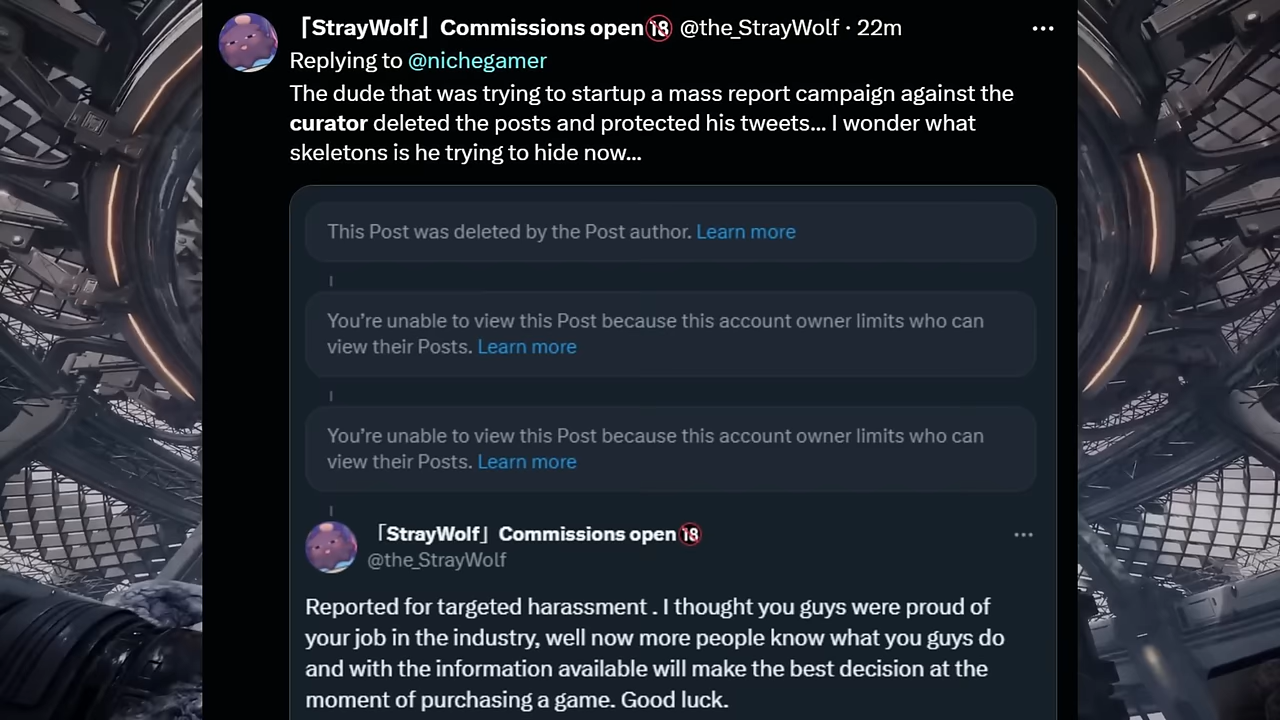 「StrayWolf」 Commissions open🔞 @the_StrayWolf · 22m
Replying to @nichegamer
The dude that was trying to startup a mass report campaign against the
curator deleted the posts and protected his tweets... I wonder what
skeletons is he trying to hide now...
This Post was deleted by the Post author. Learn more
You're unable to view this Post because this account owner limits who can
view their Posts. Learn more
You're unable to view this Post because this account owner limits who can
view their Posts. Learn more
「StrayWolf」 Commissions open🔞
@the_StrayWolf
Reported for targeted harassment . I thought you guys were proud of
your job in the industry, well now more people know what you guys do
and with the information available will make the best decision at the
moment of purchasing a game. Good luck.